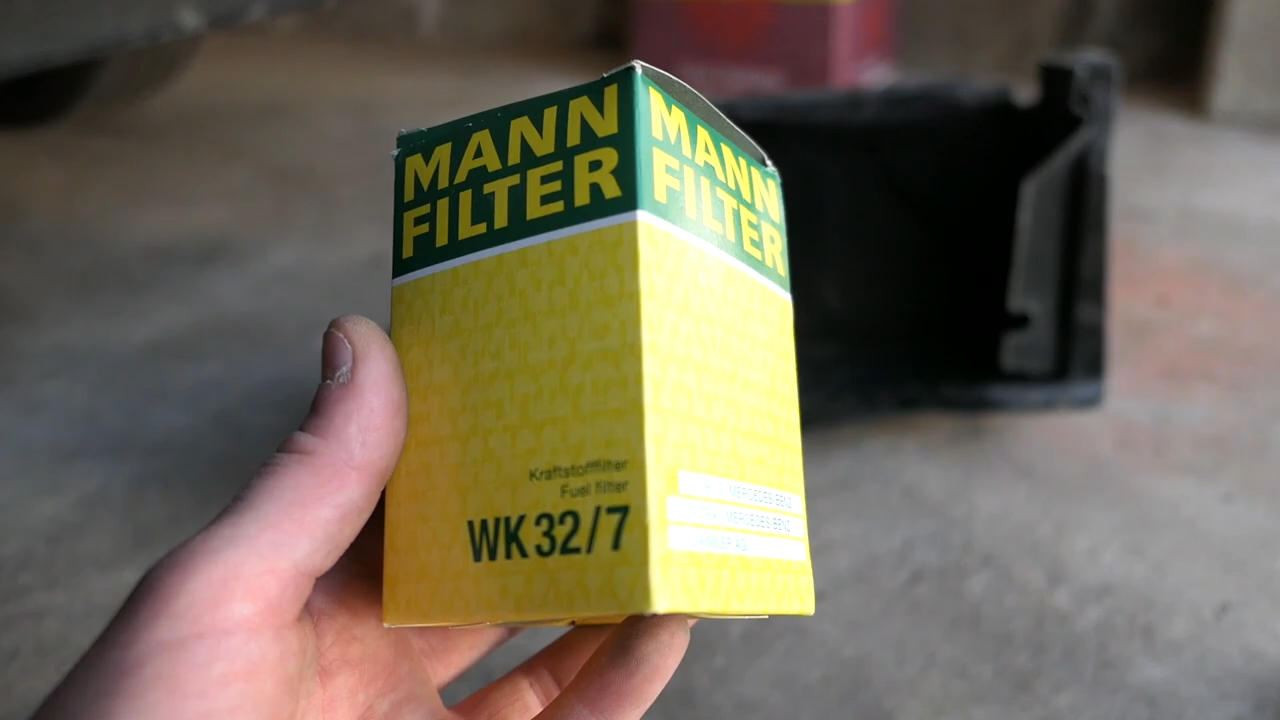 MANN
FILTER
MANN
FILTER
Kraftstofffilter
Fuel filter
WK 32/7
MERCEDES-BENZ
MERCEDES-BENZ